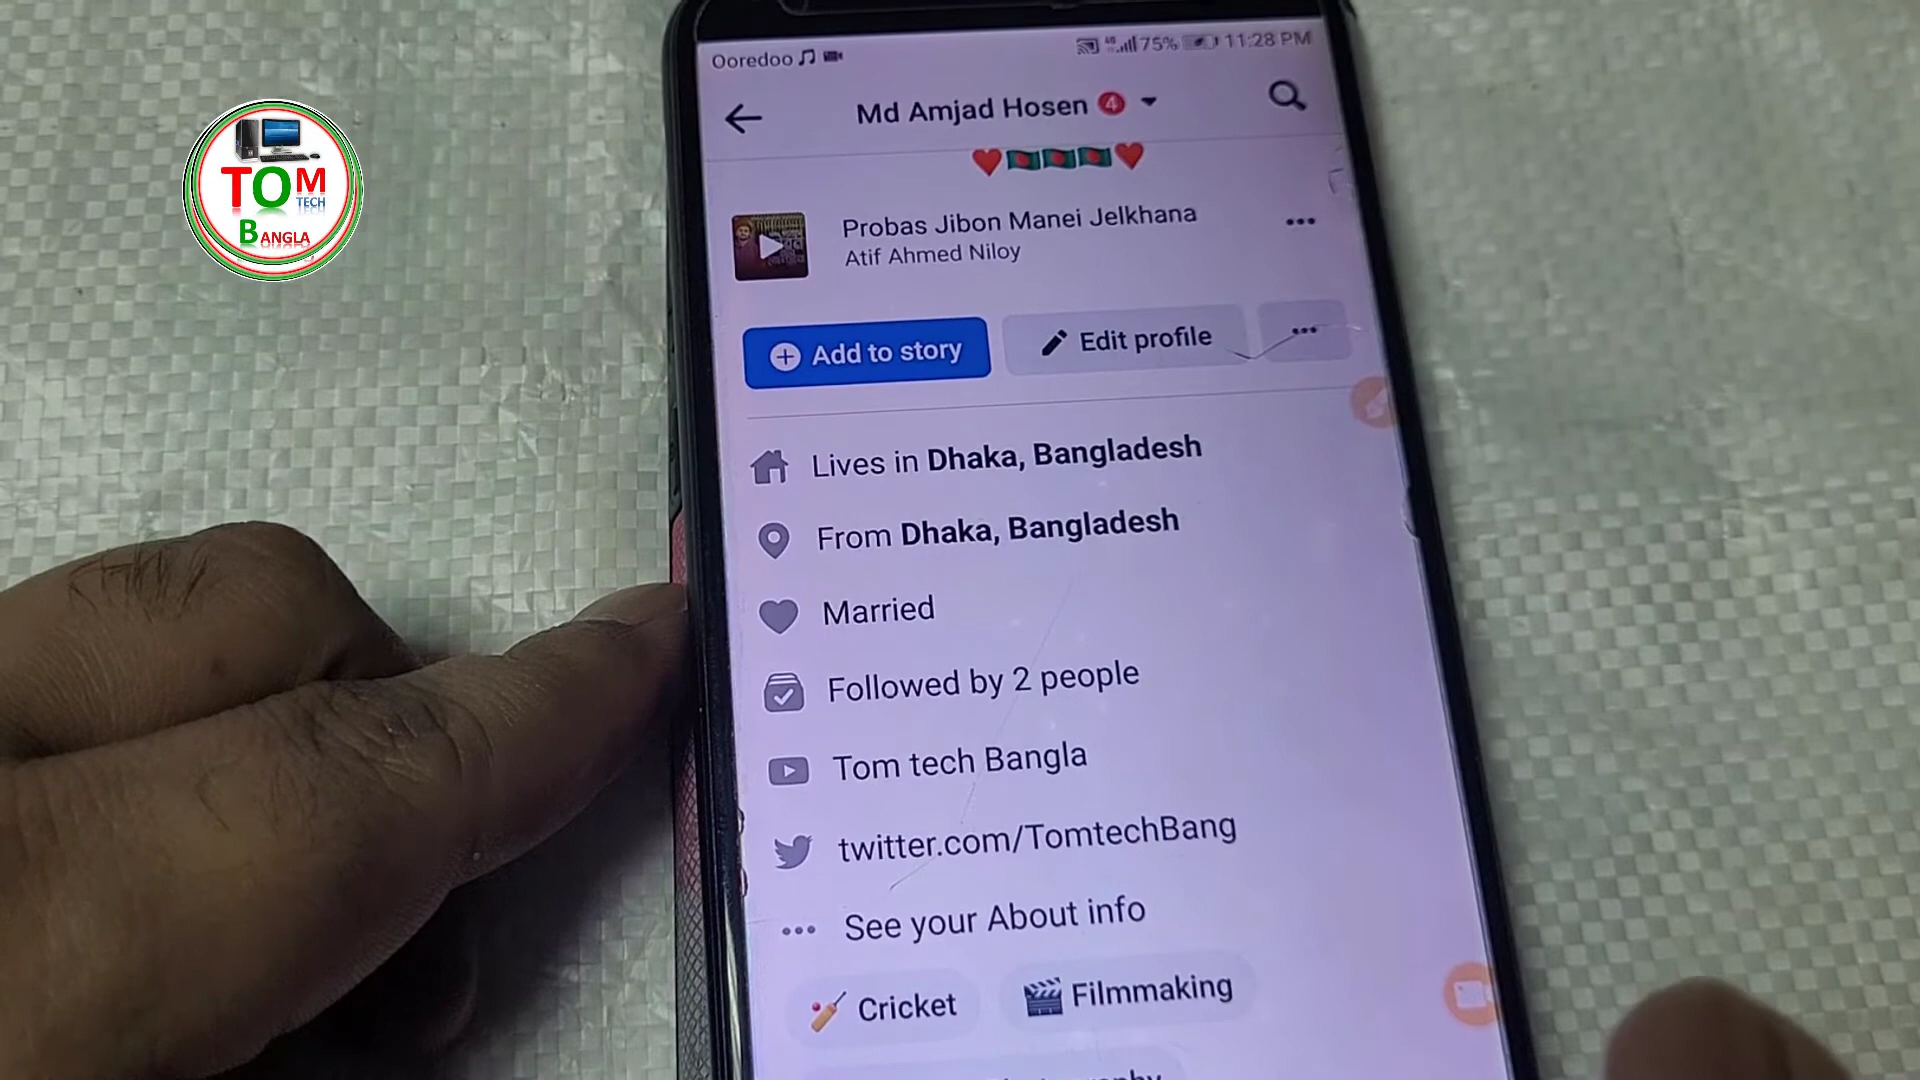 Ooredoo
75% 11:28 PM
Md Amjad Hosen 4
TOM
TECH
BANGLA
Probas Jibon Manei Jelkhana
Atif Ahmed Niloy
Add to story
Edit profile
Lives in Dhaka, Bangladesh
From Dhaka, Bangladesh
Married
Followed by 2 people
Tom tech Bangla
twitter.com/TomtechBang
See your About info
Cricket
Filmmaking